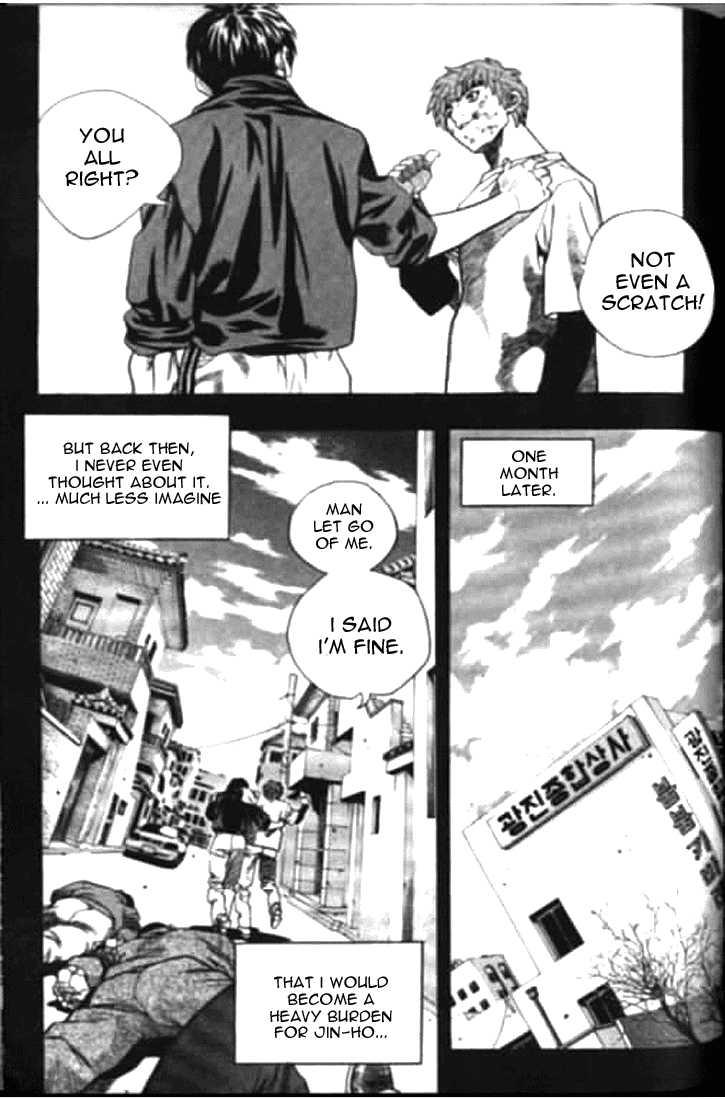 YOU
ALL
RIGHT?
NOT
EVEN A
SCRATCH!
BUT BACK THEN,
I NEVER EVEN
THOUGHT ABOUT IT.
... MUCH LESS IMAGINE
MAN
LET GO
OF ME.
I SAID
I'M FINE.
THAT I WOULD
BECOME A
HEAVY BURDEN
FOR JIN-HO...
ONE
MONTH
LATER.
광진종합상사
광진